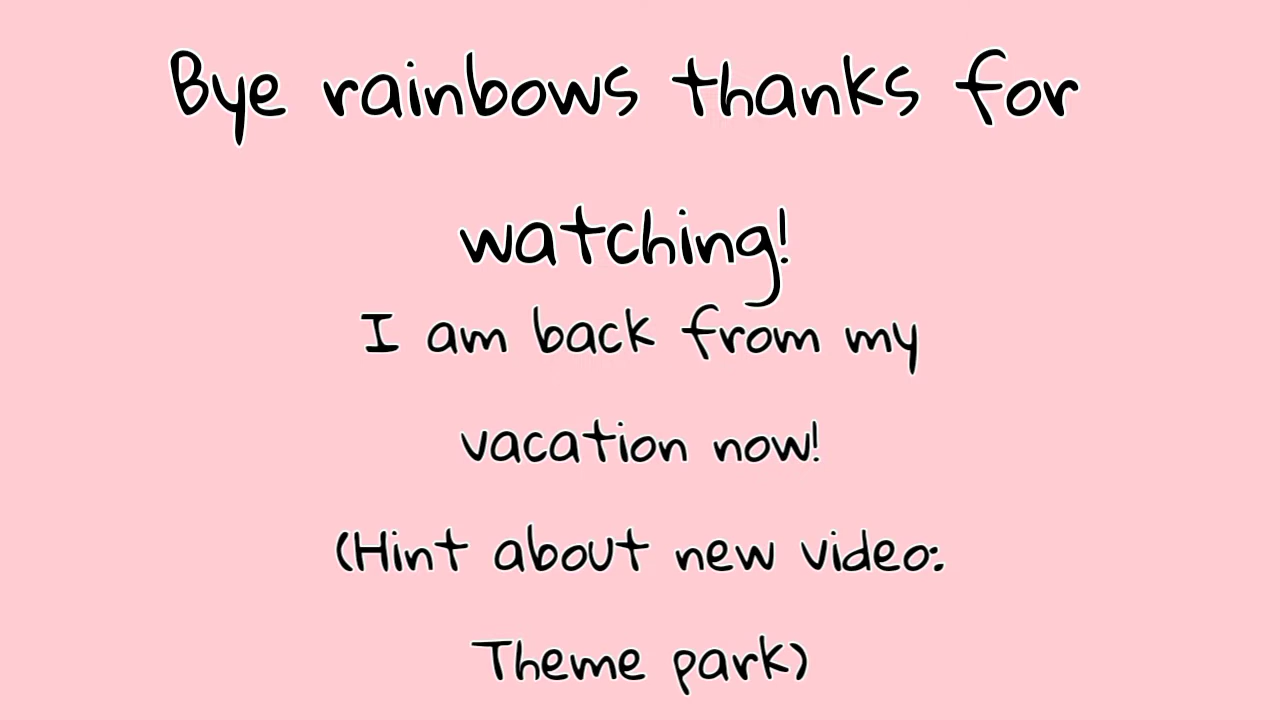 Bye rainbows thanks for
watching!
I am back from my
vacation now!
(Hint about new video:
Theme park)